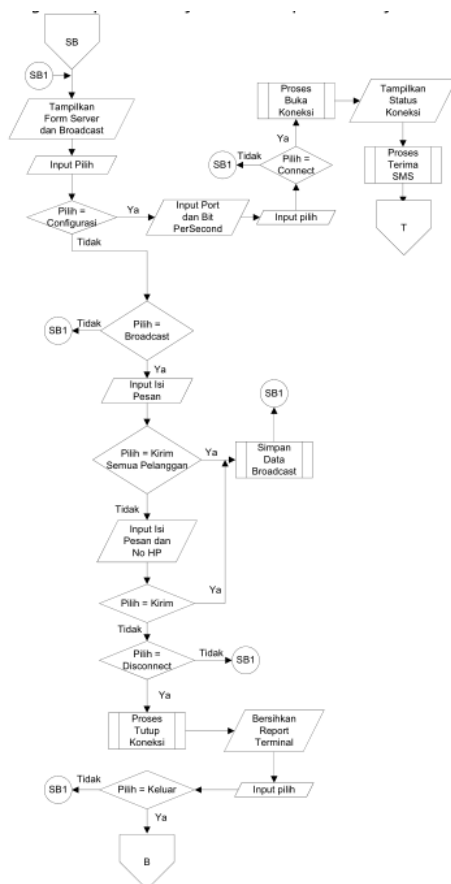 SB
SB1
Tampilkan
Form Server
dan Broadcast
Input Pilih
Pilih =
Configurasi
Ya
Tidak
Input Port
dan Bit
PerSecond
Input pilih
Pilih =
Connect
Tidak
SB1
Ya
Proses
Buka
Koneksi
Tampilkan
Status
Koneksi
Proses
Terima
SMS
T
Pilih =
Broadcast
Tidak
SB1
Ya
Input Isi
Pesan
Pilih = Kirim
Semua Pelanggan
Ya
Simpan
Data
Broadcast
SB1
Tidak
Input Isi
Pesan dan
No HP
Pilih = Kirim
Ya
Tidak
Pilih =
Disconnect
Tidak
SB1
Ya
Proses
Tutup
Koneksi
Bersihkan
Report
Terminal
Input pilih
Pilih = Keluar
Tidak
SB1
Ya
B